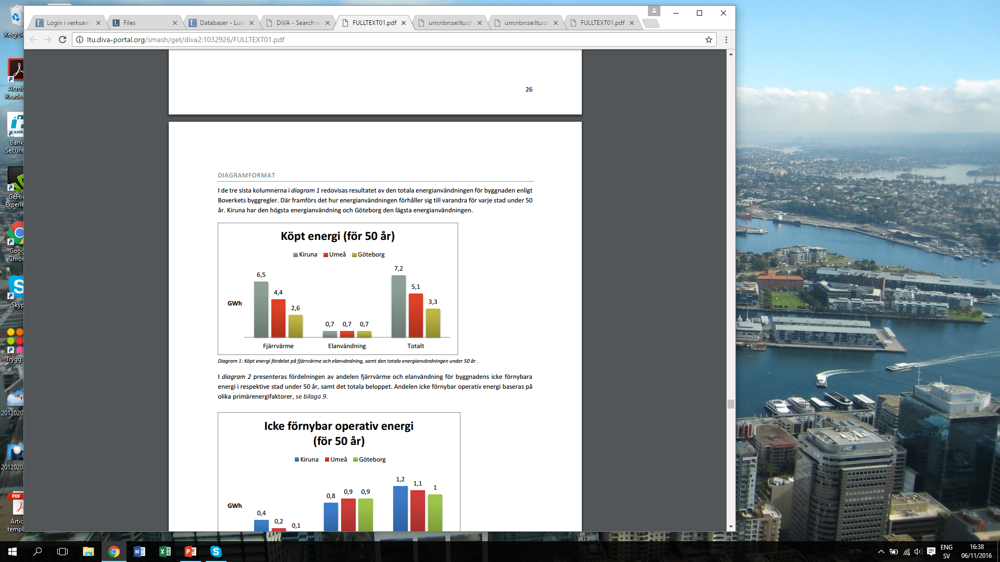 Login i verksaml
Files
Databaser - Lule
DiVA - Search re
FULLTEXT01.pdf
urn:nbn:se:ltu:di
urn:nbn:se:ltu:di
FULLTEXT01.pdf
ltu.diva-portal.org/smash/get/diva2:1032926/FULLTEXT01.pdf
Recycle
Acrob
Reader
Bank
Securit
GeFor
Experie
Goog
Chron
Skyp
Trygg
2012020
2012020
PDF
Artic
templ
26
DIAGRAMFORMAT
I de tre sista kolumnerna i diagram 1 redovisas resultatet av den totala energianvändningen för byggnaden enligt
Boverkets byggregler. Där framförs det hur energianvändningen förhåller sig till varandra för varje stad under 50
år. Kiruna har den högsta energianvändning och Göteborg den lägsta energianvändningen.
Köpt energi (för 50 år)
Kiruna Umeå Göteborg
7,2
6,5
5,1
4,4
GWh
3,3
2,6
0,7 0,7 0,7
Fjärrvärme Elanvändning Totalt
Diagram 1: Köpt energi fördelat på fjärrvärme och elanvändning, samt den totala energianvändningen under 50 år .
I diagram 2 presenteras fördelningen av andelen fjärrvärme och elanvändning för byggnadens icke förnybara
energi i respektive stad under 50 år, samt det totala beloppet. Andelen icke förnybar operativ energi baseras på
olika primärenergifaktorer, se bilaga 9.
Icke förnybar operativ energi
(för 50 år)
Kiruna Umeå Göteborg
1,2
1,1
1
0,8 0,9 0,9
GWh
0,4
0,2
0,1
ANZ
ENG
SV
16:38
06/11/2016